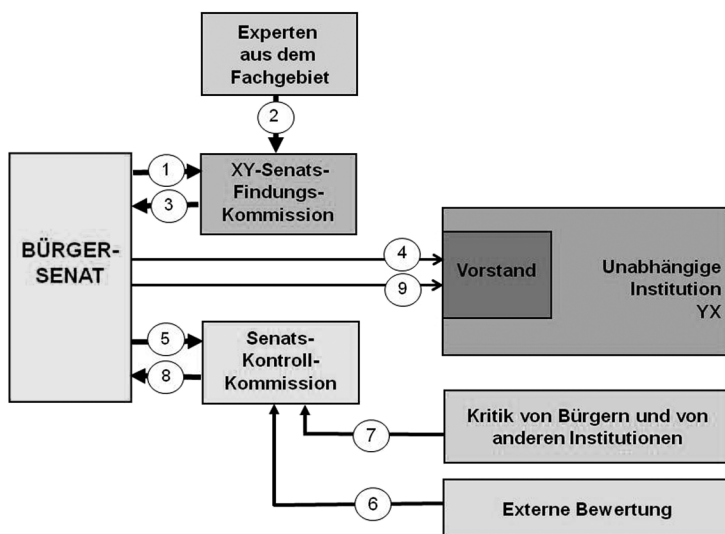 Experten
aus dem
Fachgebiet
2
1
XY-Senats-
Findungs-
Kommission
3
BÜRGER-
SENAT
4
Vorstand
Unabhängige
Institution
YX
9
5
Senats-
Kontroll-
Kommission
8
7
Kritik von Bürgern und von
anderen Institutionen
6
Externe Bewertung